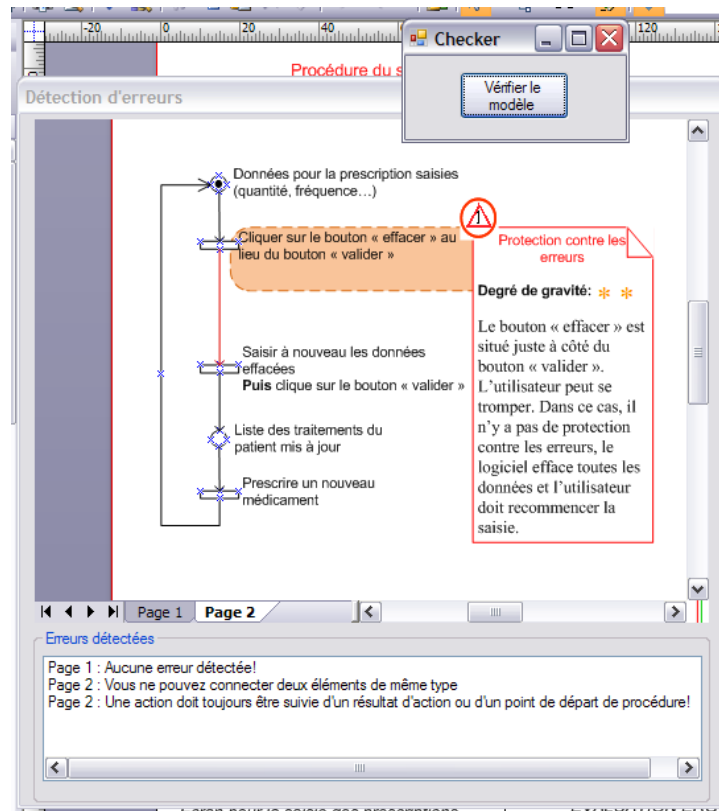 -20 0 20 40 120
Checker
Procédure du s
Vérifier le
modèle
Détection d'erreurs
Données pour la prescription saisies
(quantité, fréquence…)
1
Cliquer sur le bouton « effacer » au
lieu du bouton « valider »
Protection contre les
erreurs
Degré de gravité: * *
Le bouton « effacer » est
situé juste à côté du
bouton « valider ».
L'utilisateur peut se
tromper. Dans ce cas, il
n'y a pas de protection
contre les erreurs, le
logiciel efface toutes les
données et l'utilisateur
doit recommencer la
saisie.
Saisir à nouveau les données
effacées
Puis clique sur le bouton « valider »
Liste des traitements du
patient mis à jour
Prescrire un nouveau
médicament
Page 1 Page 2
Erreurs détectées
Page 1 : Aucune erreur détectée!
Page 2 : Vous ne pouvez connecter deux éléments de même type
Page 2 : Une action doit toujours être suivie d'un résultat d'action ou d'un point de départ de procédure!